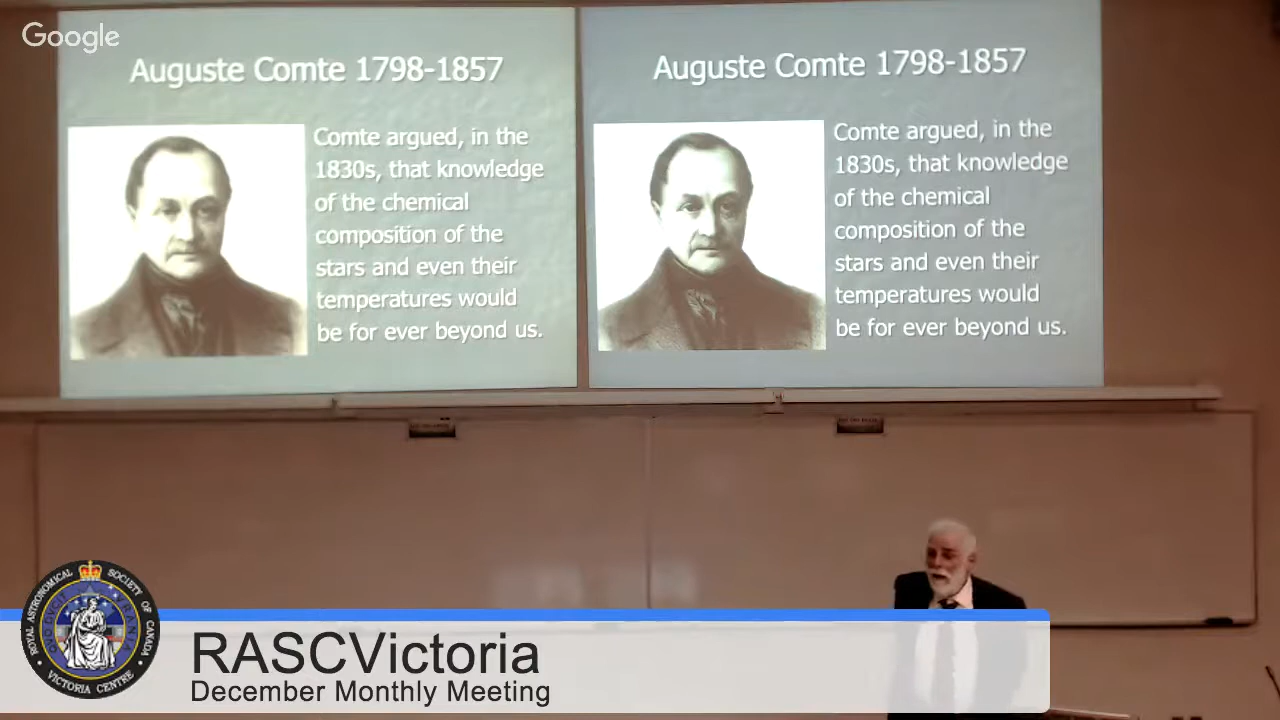 Google
Auguste Comte 1798-1857
Comte argued, in the
1830s, that knowledge
of the chemical
composition of the
stars and even their
temperatures would
be for ever beyond us.
Auguste Comte 1798-1857
Comte argued, in the
1830s, that knowledge
of the chemical
composition of the
stars and even their
temperatures would
be for ever beyond us.
ROYAL ASTRONOMICAL SOCIETY OF CANADA
VICTORIA CENTRE
RASCVictoria
December Monthly Meeting